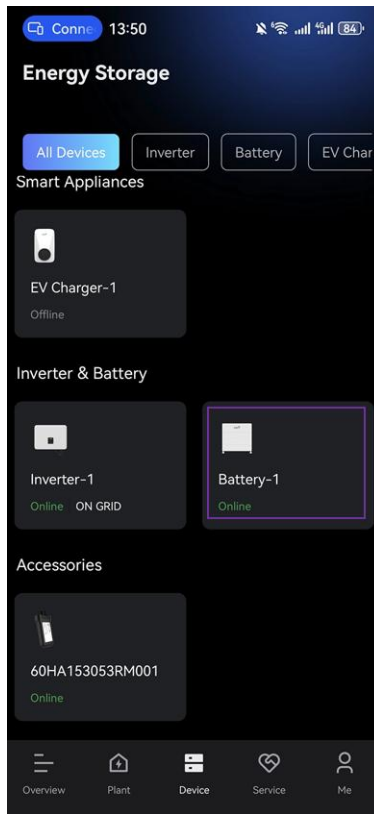 Conne 13:50 4G 84
Energy Storage
All Devices Inverter Battery EV Char
Smart Appliances
EV Charger-1
Offline
Inverter & Battery
Inverter-1 Battery-1
Online ON GRID Online
Accessories
60HA153053RM001
Online
Overview Plant Device Service Me